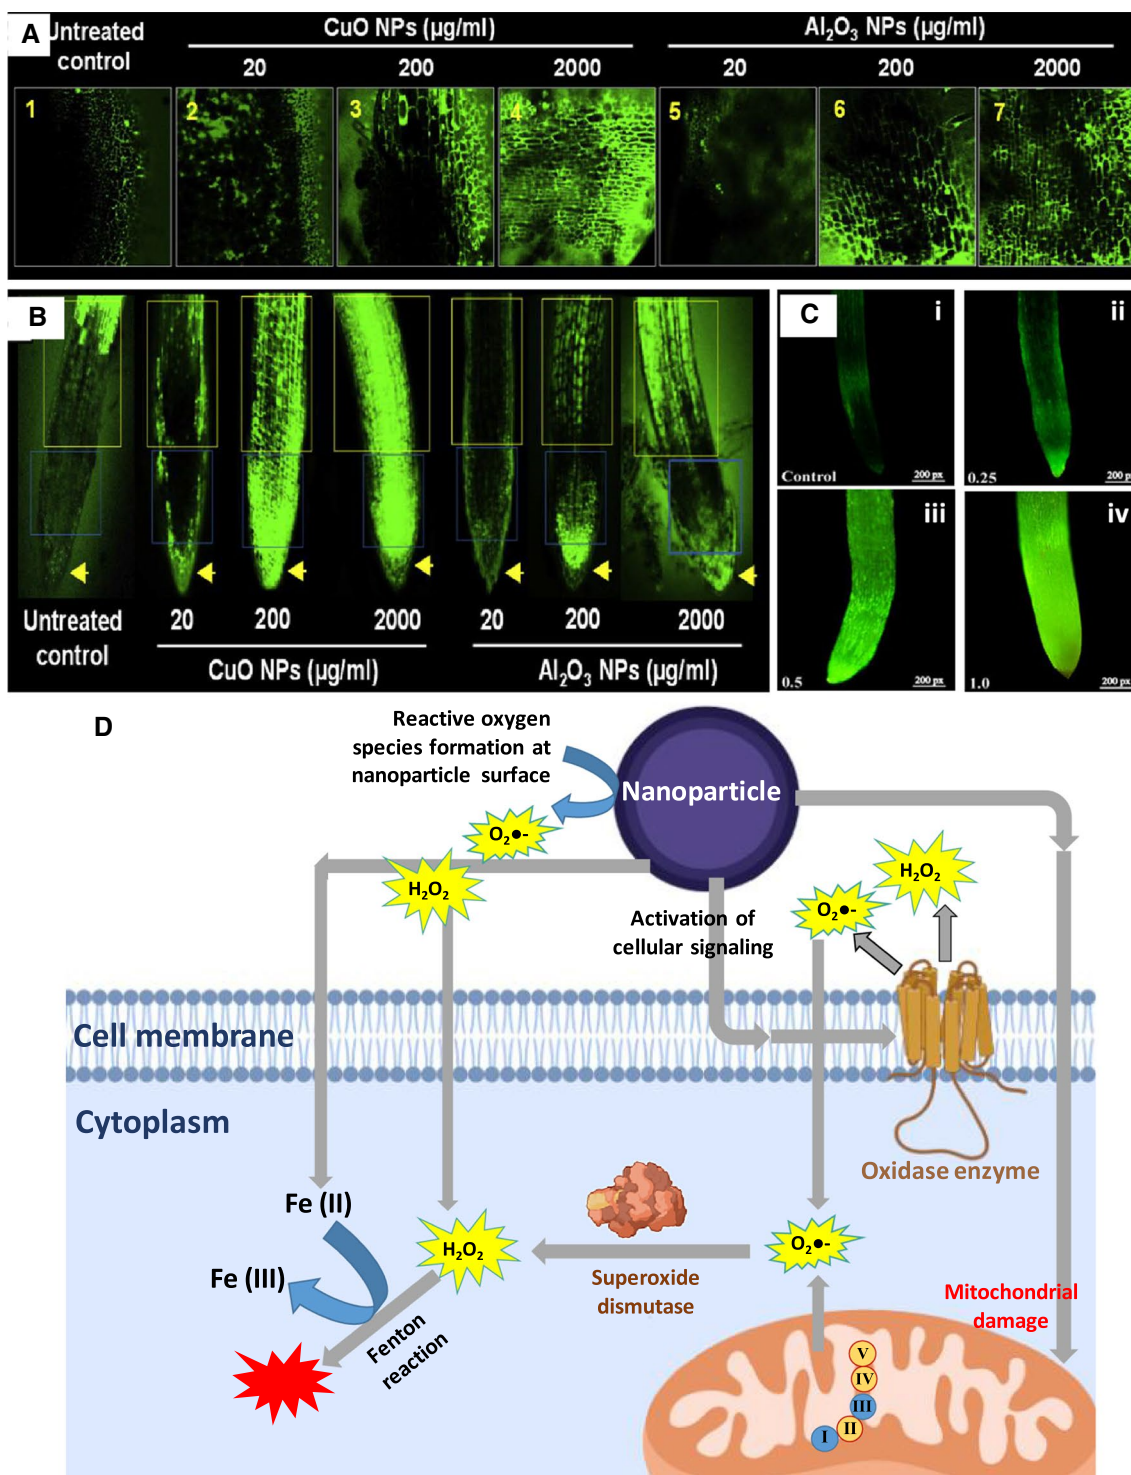 A
Untreated
control
CuO NPs (µg/ml)
20
200
2000
Al₂O₃ NPs (µg/ml)
20
200
2000
1
2
3
4
5
6
7
B
Untreated
control
20
200
2000
CuO NPs (µg/ml)
20
200
2000
Al₂O₃ NPs (µg/ml)
C
i
Control
200 px
ii
0.25
200 px
iii
0.5
200 px
iv
1.0
200 px
D
Reactive oxygen
species formation at
nanoparticle surface
Nanoparticle
O₂●-
H₂O₂
Activation of
cellular signaling
O₂●-
H₂O₂
Cell membrane
Cytoplasm
Oxidase enzyme
Fe (II)
Fe (III)
H₂O₂
Superoxide
dismutase
O₂●-
Fenton
reaction
Mitochondrial
damage
V
IV
III
II
I